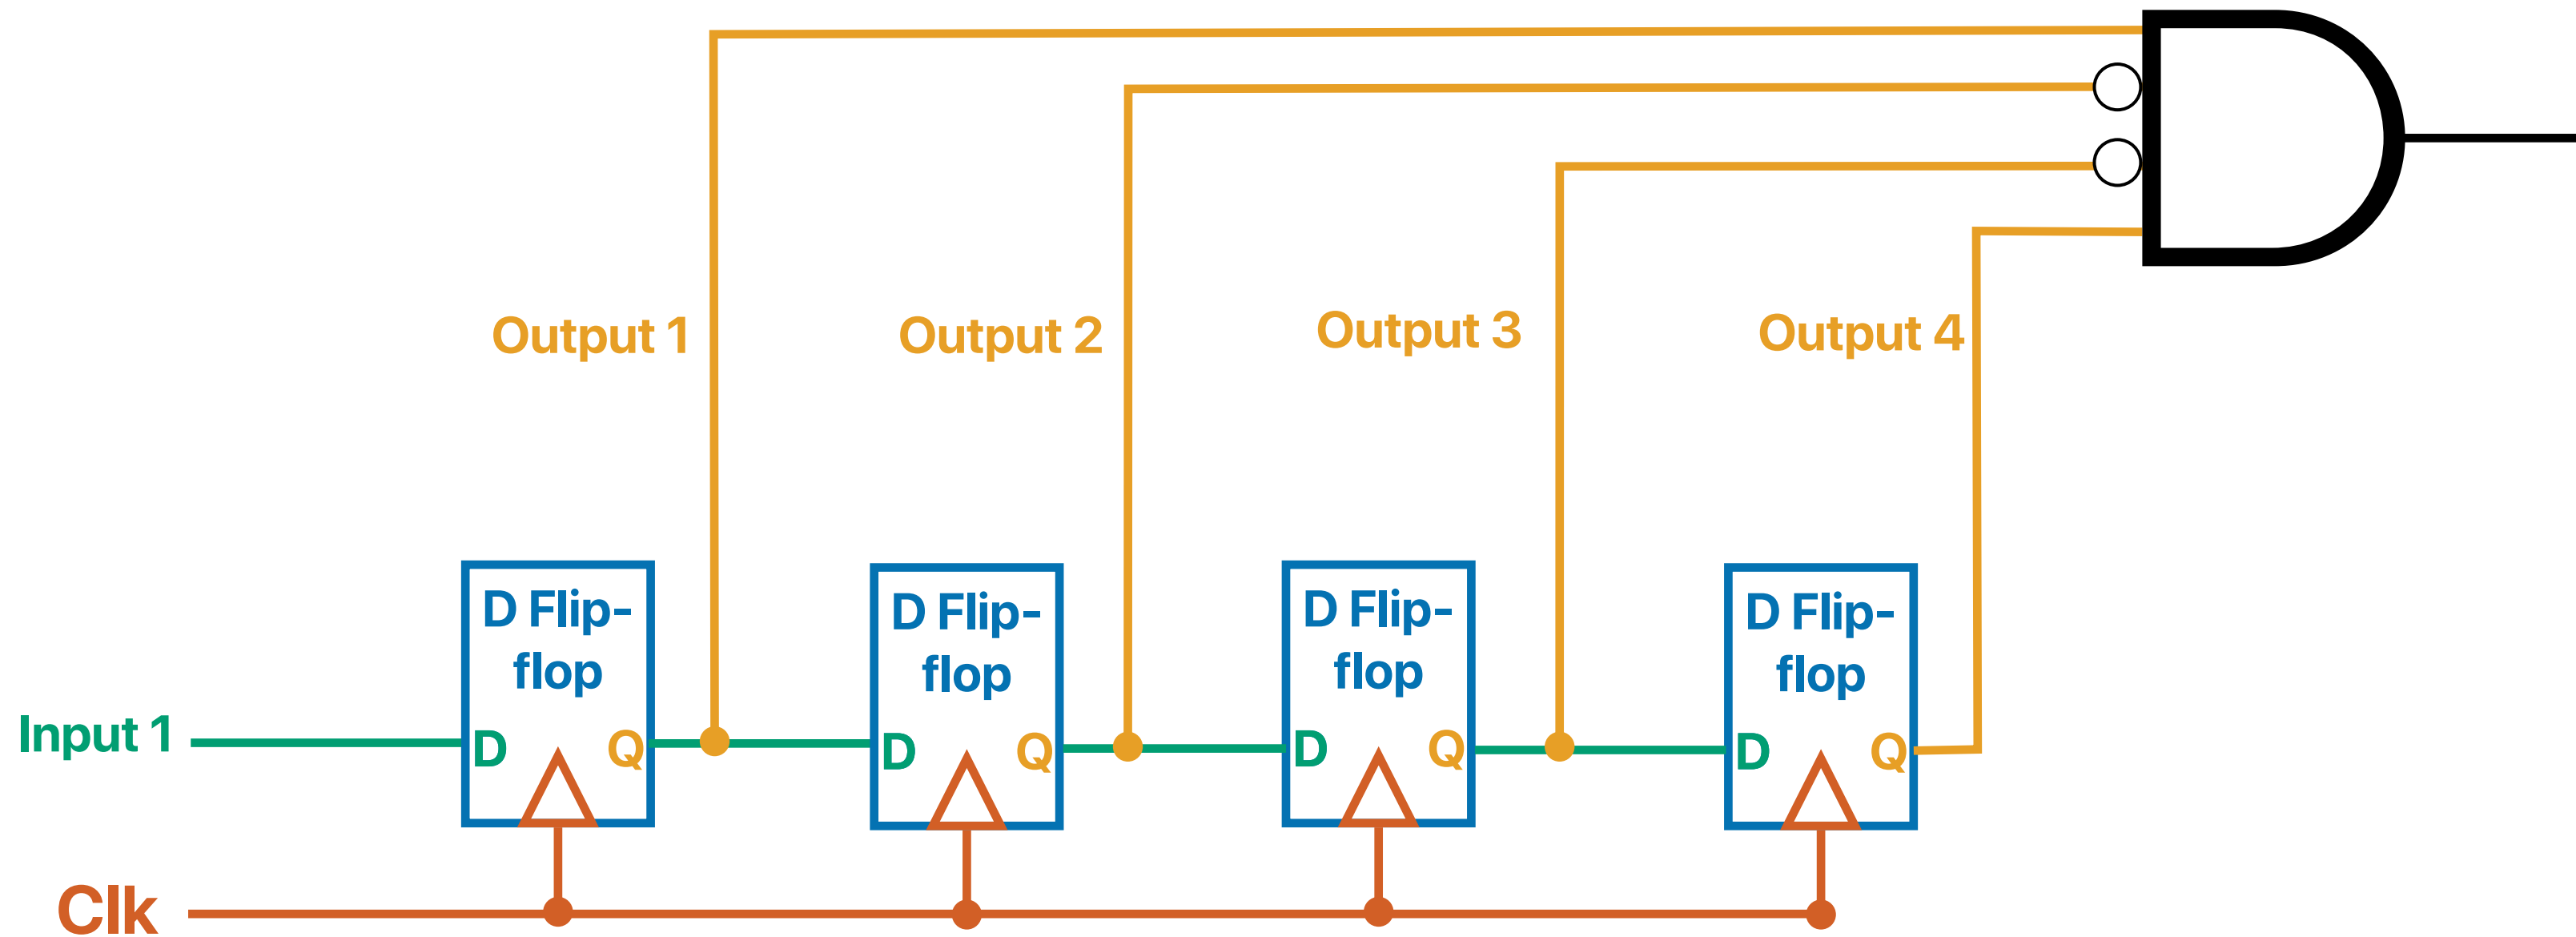 Output 1
Output 2
Output 3
Output 4
D Flip-
flop
D
Q
D Flip-
flop
D
Q
D Flip-
flop
D
Q
D Flip-
flop
D
Q
Input 1
Clk